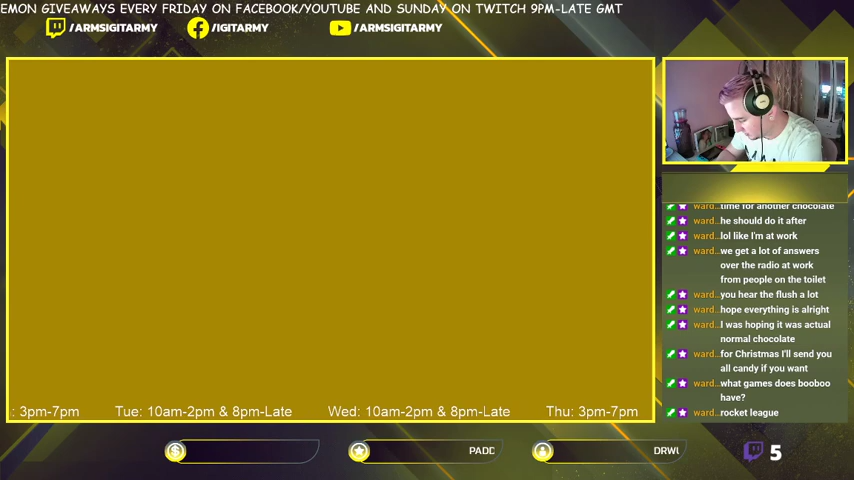 EMON GIVEAWAYS EVERY FRIDAY ON FACEBOOK/YOUTUBE AND SUNDAY ON TWITCH 9PM-LATE GMT
/ARMSIGITARMY /IGITARMY /ARMSIGITARMY
ward..time for another chocolate
ward..he should do it after
ward..lol like I'm at work
ward..we get a lot of answers
over the radio at work
from people on the toilet
ward..you hear the flush a lot
ward..hope everything is alright
ward..I was hoping it was actual
normal chocolate
ward..for Christmas I'll send you
all candy if you want
ward..what games does booboo
have?
ward..rocket league
: 3pm-7pm Tue: 10am-2pm & 8pm-Late Wed: 10am-2pm & 8pm-Late Thu: 3pm-7pm
PADD DRWL 5